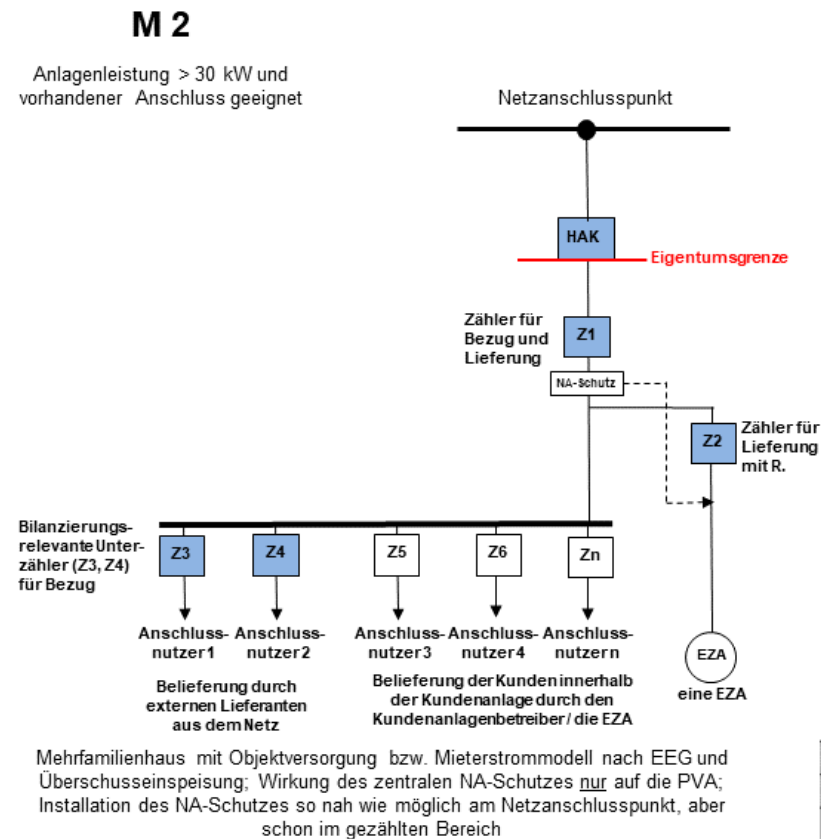 M 2
Anlagenleistung > 30 kW und
vorhandener Anschluss geeignet
Netzanschlusspunkt
HAK
Eigentumsgrenze
Zähler für
Bezug und
Lieferung
Z1
NA-Schutz
Z2
Zähler für
Lieferung
mit R.
Bilanzierungs-
relevante Unter-
zähler (Z3, Z4)
für Bezug
Z3
Z4
Z5
Z6
Zn
Anschluss-
nutzer 1
Anschluss-
nutzer 2
Anschluss-
nutzer 3
Anschluss-
nutzer 4
Anschluss-
nutzer n
EZA
eine EZA
Belieferung durch
externen Lieferanten
aus dem Netz
Belieferung der Kunden innerhalb
der Kundenanlage durch den
Kundenanlagenbetreiber / die EZA
Mehrfamilienhaus mit Objektversorgung bzw. Mieterstrommodell nach EEG und
Überschusseinspeisung; Wirkung des zentralen NA-Schutzes nur auf die PVA;
Installation des NA-Schutzes so nah wie möglich am Netzanschlusspunkt, aber
schon im gezählten Bereich